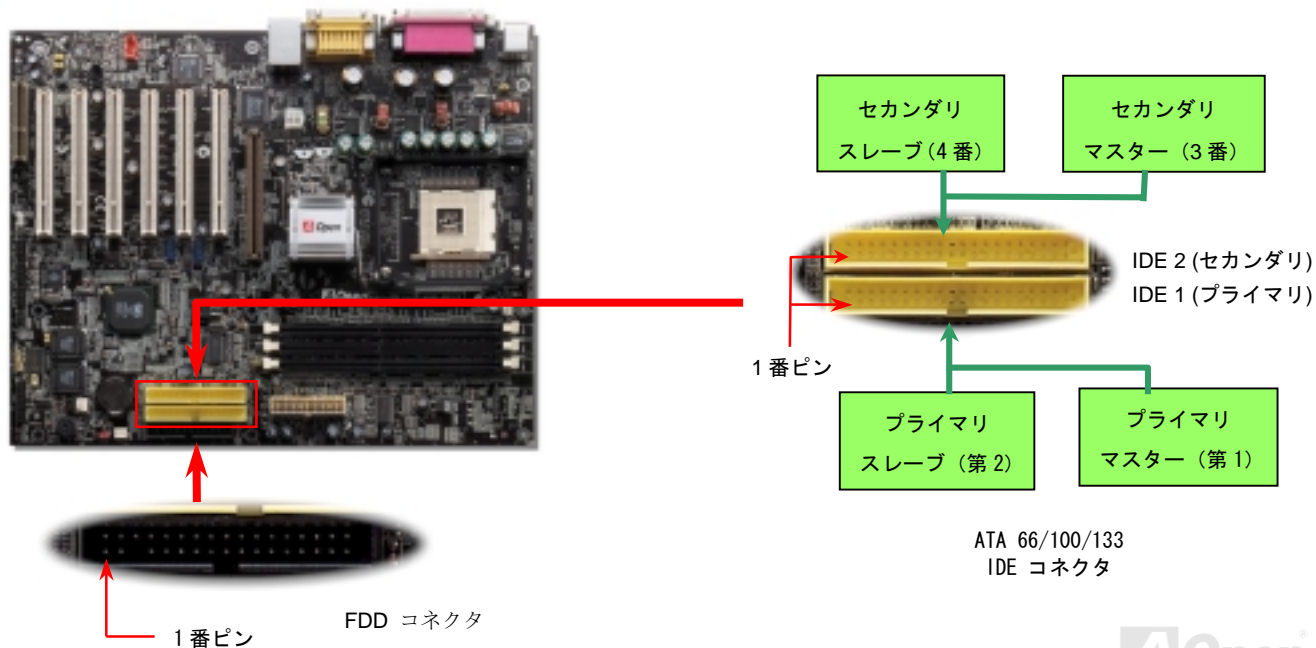 セカンダリ
スレーブ(4番)
セカンダリ
マスター（3番）
IDE 2 (セカンダリ)
IDE 1 (プライマリ)
1番ピン
プライマリ
スレーブ（第2）
プライマリ
マスター（第1）
ATA 66/100/133
IDE コネクタ
FDD コネクタ
1番ピン
AOpen